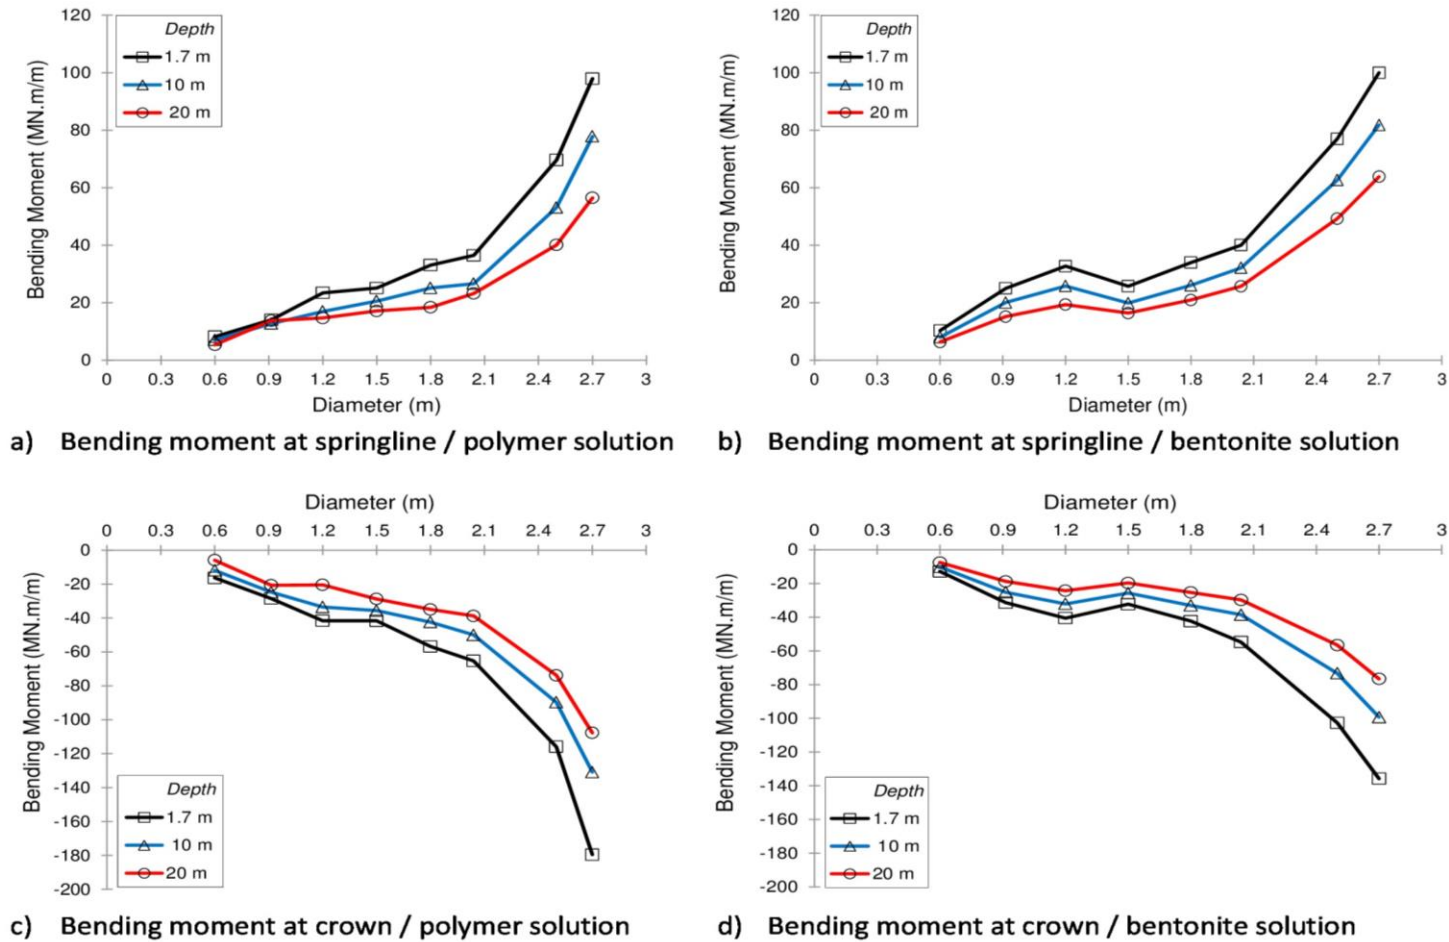 120
100
80
60
40
20
0
Bending Moment (MN.m/m)
Depth
1.7 m
10 m
20 m
0 0.3 0.6 0.9 1.2 1.5 1.8 2.1 2.4 2.7 3
Diameter (m)
a) Bending moment at springline / polymer solution
120
100
80
60
40
20
0
Bending Moment (MN.m/m)
Depth
1.7 m
10 m
20 m
0 0.3 0.6 0.9 1.2 1.5 1.8 2.1 2.4 2.7 3
Diameter (m)
b) Bending moment at springline / bentonite solution
Diameter (m)
0 0.3 0.6 0.9 1.2 1.5 1.8 2.1 2.4 2.7 3
0
-20
-40
-60
-80
-100
-120
-140
-160
-180
-200
Bending Moment (MN.m/m)
Depth
1.7 m
10 m
20 m
c) Bending moment at crown / polymer solution
Diameter (m)
0 0.3 0.6 0.9 1.2 1.5 1.8 2.1 2.4 2.7 3
0
-20
-40
-60
-80
-100
-120
-140
-160
-180
-200
Bending Moment (MN.m/m)
Depth
1.7 m
10 m
20 m
d) Bending moment at crown / bentonite solution